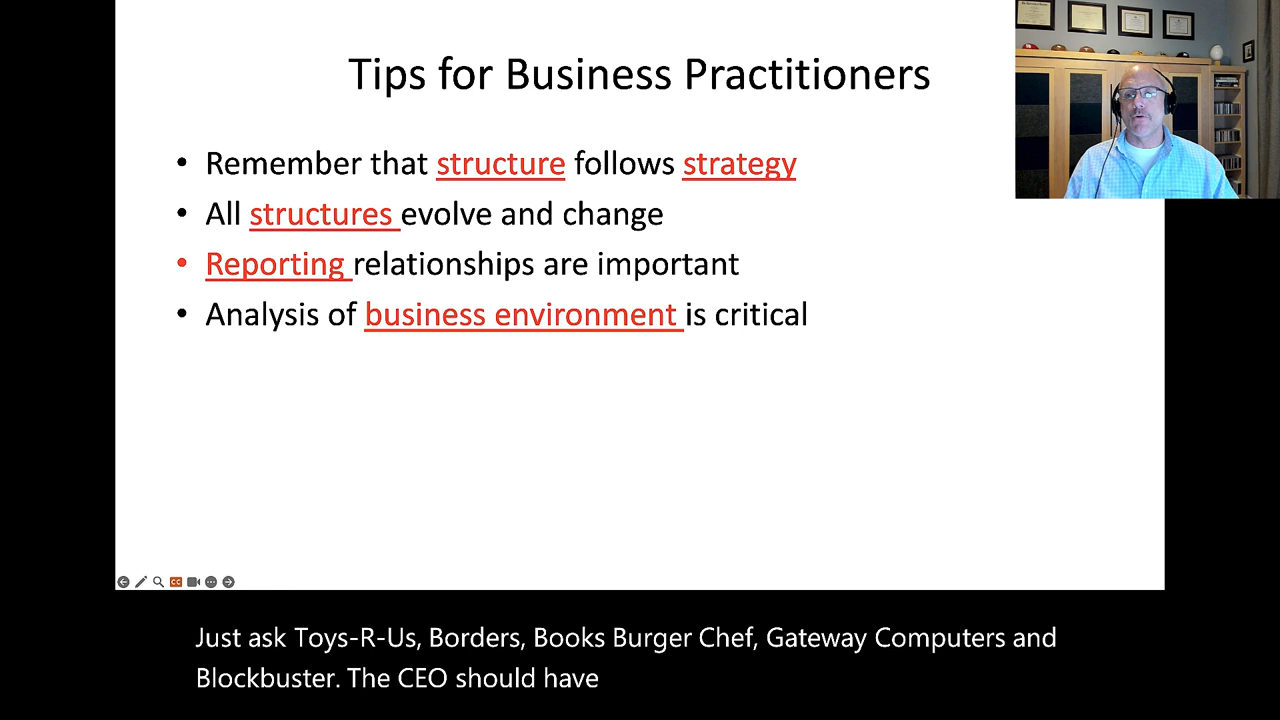 Tips for Business Practitioners
• Remember that structure follows strategy
• All structures evolve and change
• Reporting relationships are important
• Analysis of business environment is critical
CC
Just ask Toys-R-Us, Borders, Books Burger Chef, Gateway Computers and
Blockbuster. The CEO should have